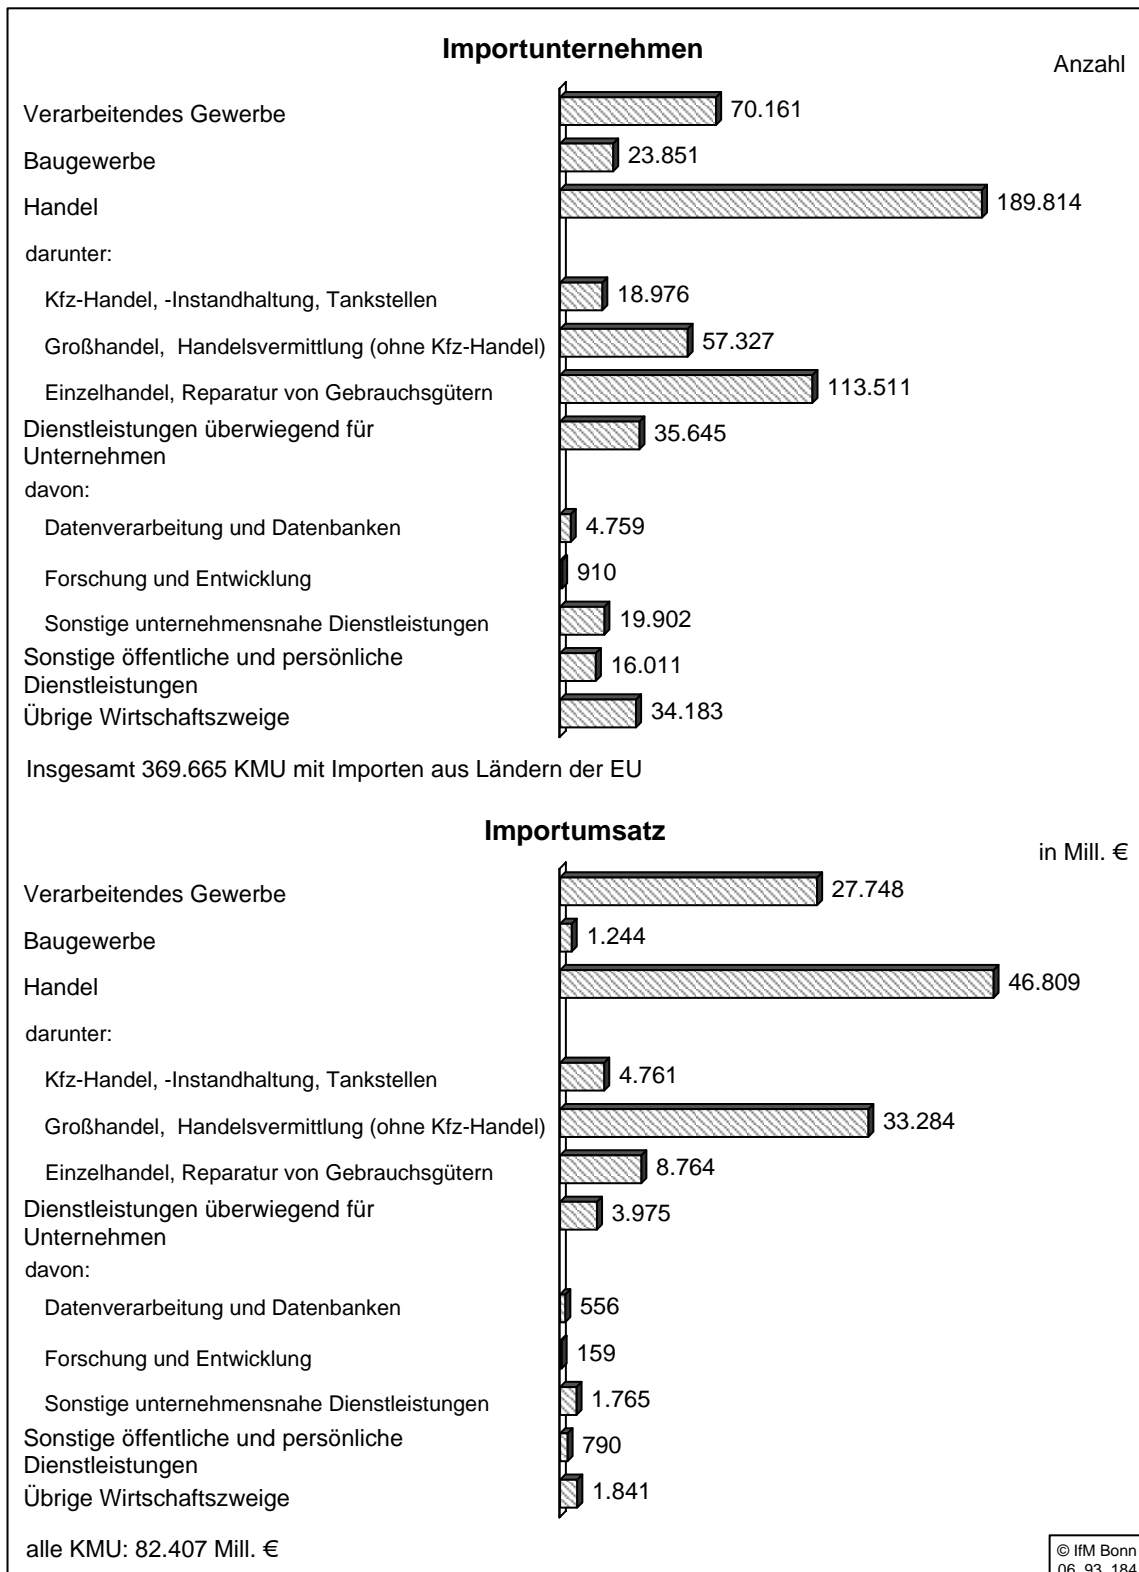 Importunternehmen
Anzahl
Verarbeitendes Gewerbe 70.161
Baugewerbe 23.851
Handel 189.814
darunter:
Kfz-Handel, -Instandhaltung, Tankstellen 18.976
Großhandel, Handelsvermittlung (ohne Kfz-Handel) 57.327
Einzelhandel, Reparatur von Gebrauchsgütern 113.511
Dienstleistungen überwiegend für
Unternehmen 35.645
davon:
Datenverarbeitung und Datenbanken 4.759
Forschung und Entwicklung 910
Sonstige unternehmensnahe Dienstleistungen 19.902
Sonstige öffentliche und persönliche
Dienstleistungen 16.011
Übrige Wirtschaftszweige 34.183
Insgesamt 369.665 KMU mit Importen aus Ländern der EU
Importumsatz
in Mill. €
Verarbeitendes Gewerbe 27.748
Baugewerbe 1.244
Handel 46.809
darunter:
Kfz-Handel, -Instandhaltung, Tankstellen 4.761
Großhandel, Handelsvermittlung (ohne Kfz-Handel) 33.284
Einzelhandel, Reparatur von Gebrauchsgütern 8.764
Dienstleistungen überwiegend für
Unternehmen 3.975
davon:
Datenverarbeitung und Datenbanken 556
Forschung und Entwicklung 159
Sonstige unternehmensnahe Dienstleistungen 1.765
Sonstige öffentliche und persönliche
Dienstleistungen 790
Übrige Wirtschaftszweige 1.841
alle KMU: 82.407 Mill. €
© IfM Bonn
06 93 184